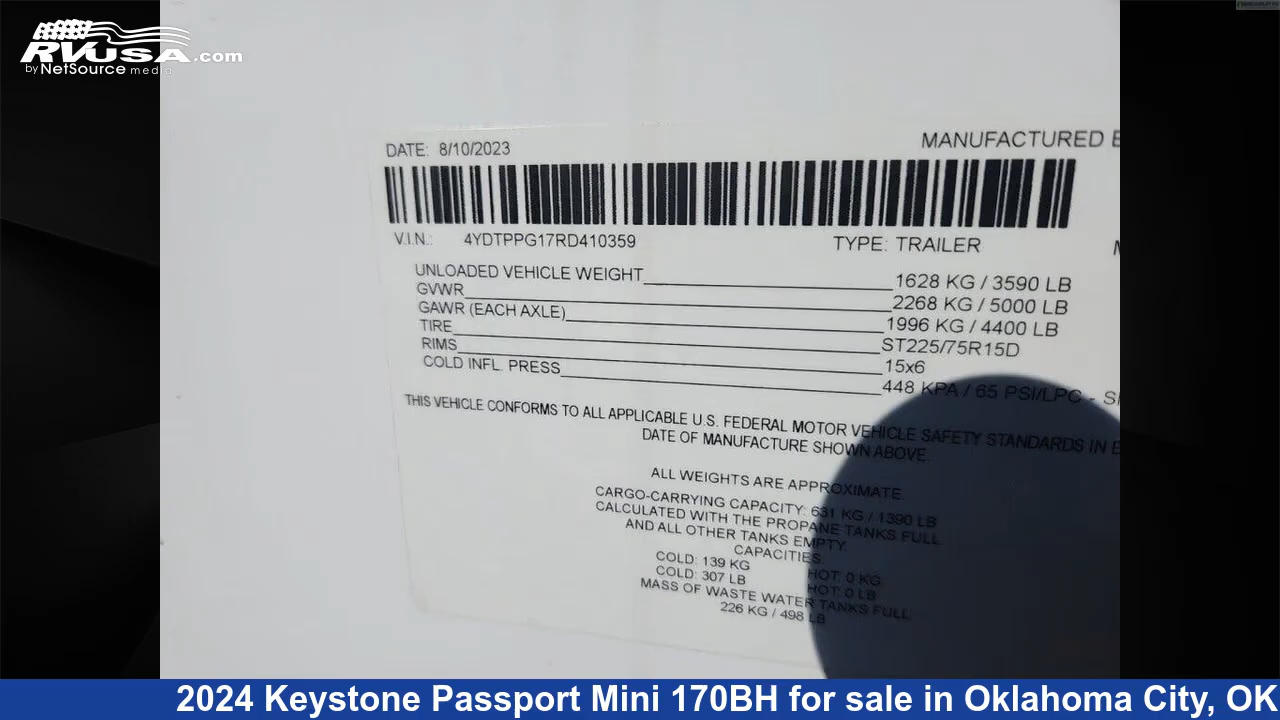 RVUSA.com
by NetSource media
DATE: 8/10/2023
MANUFACTURED
V.I.N.: 4YDTPPG17RD410359
TYPE: TRAILER
UNLOADED VEHICLE WEIGHT 1628 KG / 3590 LB
GVWR 2268 KG / 5000 LB
GAWR (EACH AXLE) 1996 KG / 4400 LB
TIRE ST225/75R15D
RIMS 15x6
COLD INFL. PRESS 448 KPA / 65 PSI/LPC -
THIS VEHICLE CONFORMS TO ALL APPLICABLE U.S. FEDERAL MOTOR VEHICLE SAFETY STANDARDS IN
DATE OF MANUFACTURE SHOWN ABOVE.
ALL WEIGHTS ARE APPROXIMATE.
CARGO-CARRYING CAPACITY: 631 KG / 1390 LB
CALCULATED WITH THE PROPANE TANKS FULL
AND ALL OTHER TANKS EMPTY.
CAPACITIES:
COLD: 139 KG HOT: 0 KG
COLD: 307 LB HOT: 0 LB
MASS OF WASTE WATER TANKS FULL
226 KG / 498 LB
2024 Keystone Passport Mini 170BH for sale in Oklahoma City, OK